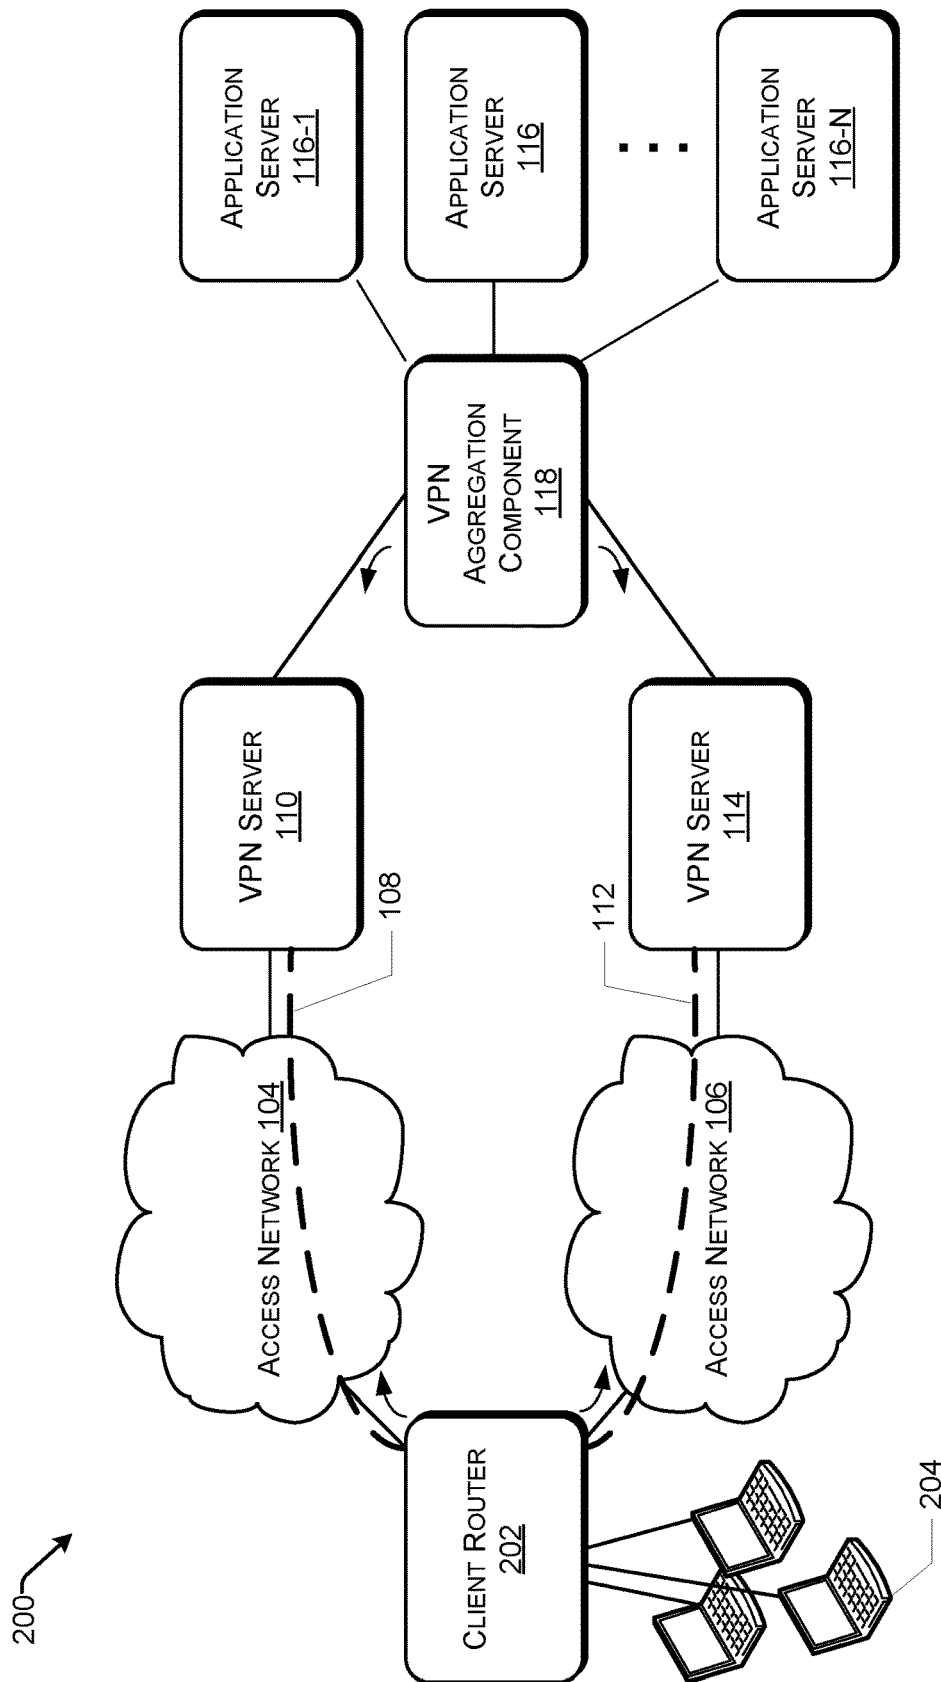 200
APPLICATION
SERVER
116-1
APPLICATION
SERVER
116
APPLICATION
SERVER
116-N
VPN
AGGREGATION
COMPONENT
118
VPN SERVER
110
VPN SERVER
114
108
112
ACCESS NETWORK 104
ACCESS NETWORK 106
CLIENT ROUTER
202
204